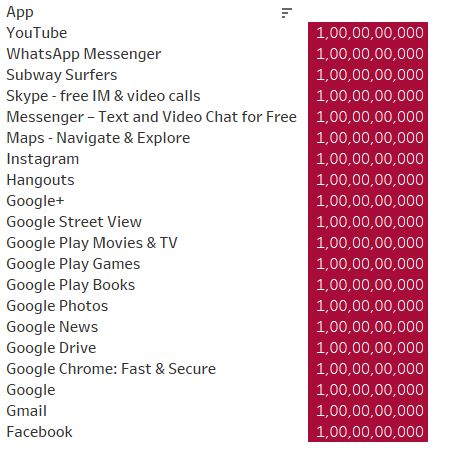 App
YouTube 1,00,00,00,000
WhatsApp Messenger 1,00,00,00,000
Subway Surfers 1,00,00,00,000
Skype - free IM & video calls 1,00,00,00,000
Messenger – Text and Video Chat for Free 1,00,00,00,000
Maps - Navigate & Explore 1,00,00,00,000
Instagram 1,00,00,00,000
Hangouts 1,00,00,00,000
Google+ 1,00,00,00,000
Google Street View 1,00,00,00,000
Google Play Movies & TV 1,00,00,00,000
Google Play Games 1,00,00,00,000
Google Play Books 1,00,00,00,000
Google Photos 1,00,00,00,000
Google News 1,00,00,00,000
Google Drive 1,00,00,00,000
Google Chrome: Fast & Secure 1,00,00,00,000
Google 1,00,00,00,000
Gmail 1,00,00,00,000
Facebook 1,00,00,00,000